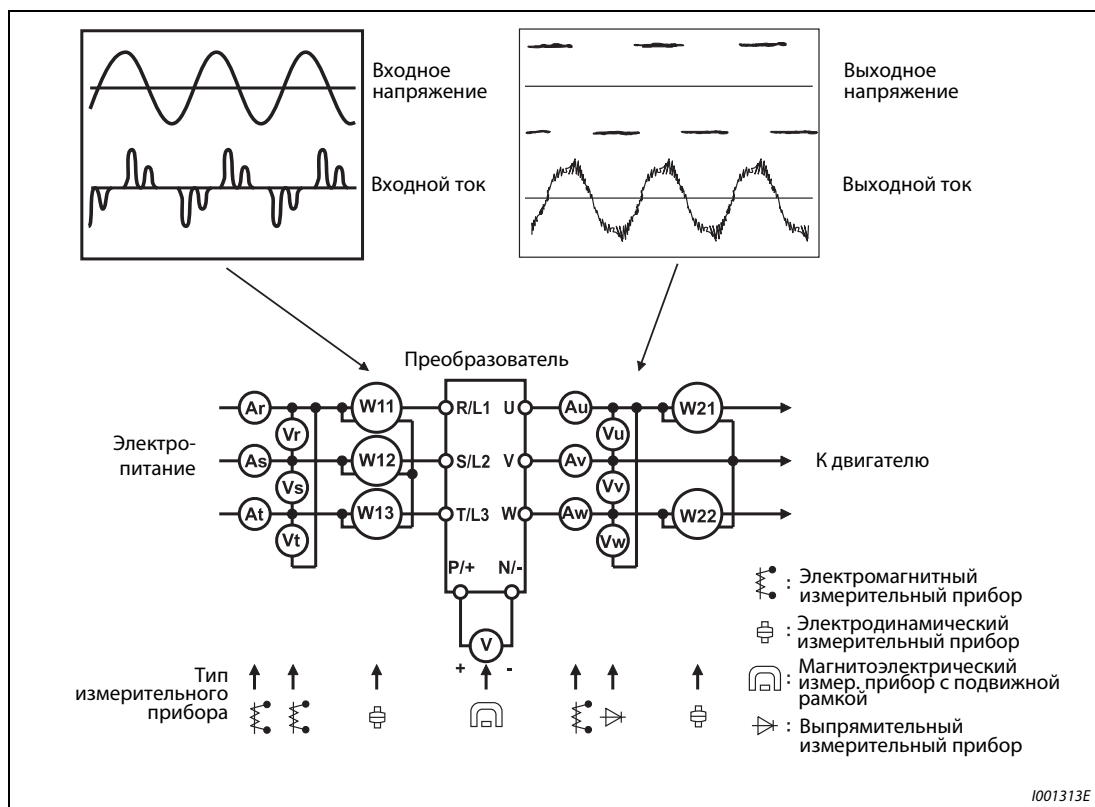 Входное
напряжение
Входной ток
Выходное
напряжение
Выходной ток
Преобразователь
Электро-
питание
Ar
As
At
Vr
Vs
Vt
W11
W12
W13
R/L1
S/L2
T/L3
U
V
W
P/+
N/-
V
+
-
Au
Av
Aw
Vu
Vv
Vw
W21
W22
К двигателю
Тип
измерительного
прибора
: Электромагнитный
измерительный прибор
: Электродинамический
измерительный прибор
: Магнитоэлектрический
измер. прибор с подвижной
рамкой
: Выпрямительный
измерительный прибор
I001313E